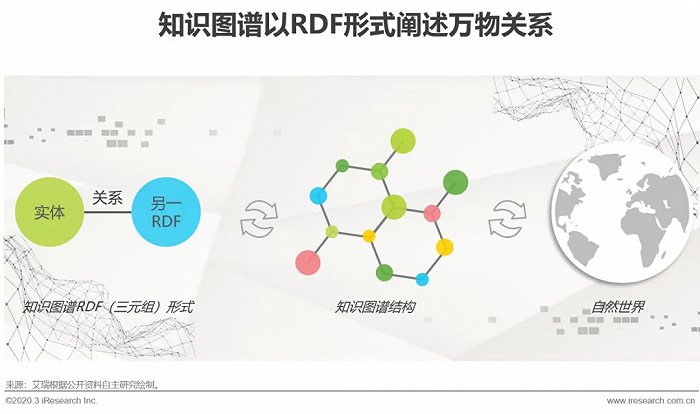 知识图谱以RDF形式阐述万物关系
实体
关系
另一
RDF
知识图谱RDF（三元组）形式
知识图谱结构
自然世界
来源：艾瑞根据公开资料自主研究绘制。
©2020.3 iResearch Inc.
www.iresearch.com.cn